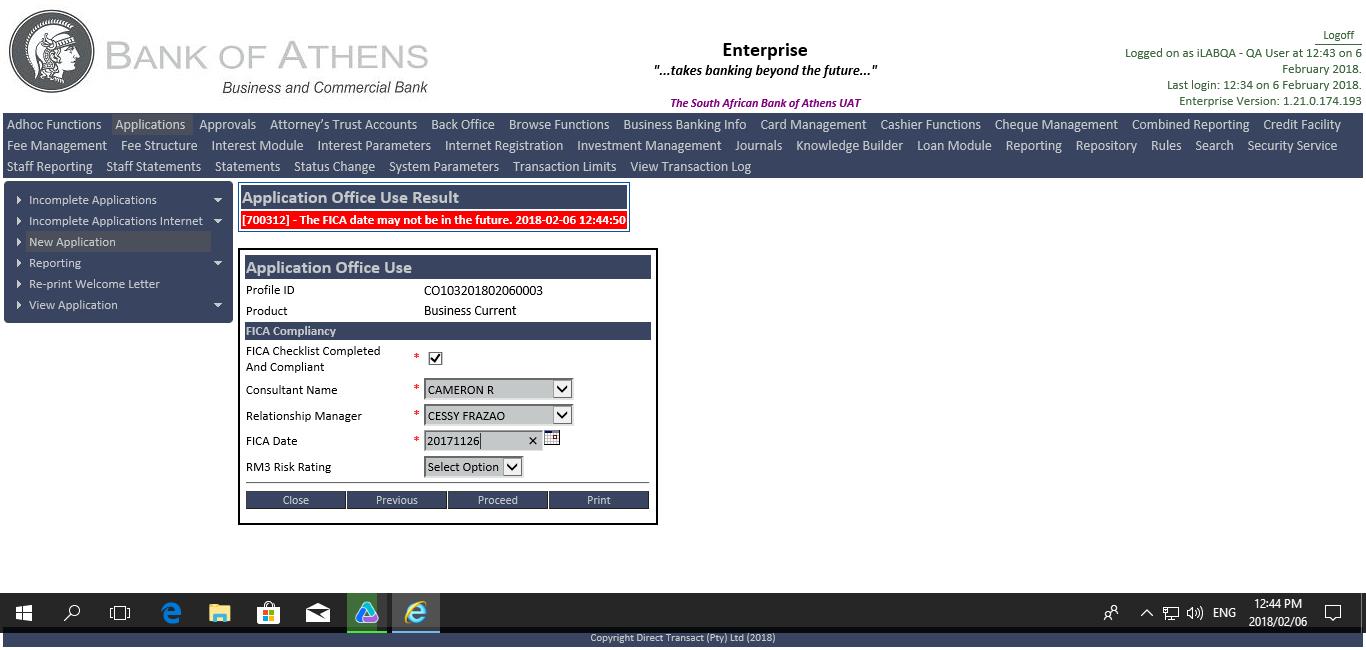 BANK OF ATHENS
Business and Commercial Bank
Enterprise
"...takes banking beyond the future..."
The South African Bank of Athens UAT
Logoff
Logged on as iLABQA - QA User at 12:43 on 6
February 2018.
Last login: 12:34 on 6 February 2018.
Enterprise Version: 1.21.0.174.193
Adhoc Functions Applications Approvals Attorney's Trust Accounts Back Office Browse Functions Business Banking Info Card Management Cashier Functions Cheque Management Combined Reporting Credit Facility
Fee Management Fee Structure Interest Module Interest Parameters Internet Registration Investment Management Journals Knowledge Builder Loan Module Reporting Repository Rules Search Security Service
Staff Reporting Staff Statements Statements Status Change System Parameters Transaction Limits View Transaction Log
Incomplete Applications
Incomplete Applications Internet
New Application
Reporting
Re-print Welcome Letter
View Application
Application Office Use Result
[700312] - The FICA date may not be in the future. 2018-02-06 12:44:50
Application Office Use
Profile ID CO103201802060003
Product Business Current
FICA Compliancy
FICA Checklist Completed
And Compliant *
Consultant Name * CAMERON R
Relationship Manager * CESSY FRAZAO
FICA Date * 20171126
RM3 Risk Rating Select Option
Close Previous Proceed Print
ENG
12:44 PM
2018/02/06
Copyright Direct Transact (Pty) Ltd (2018)